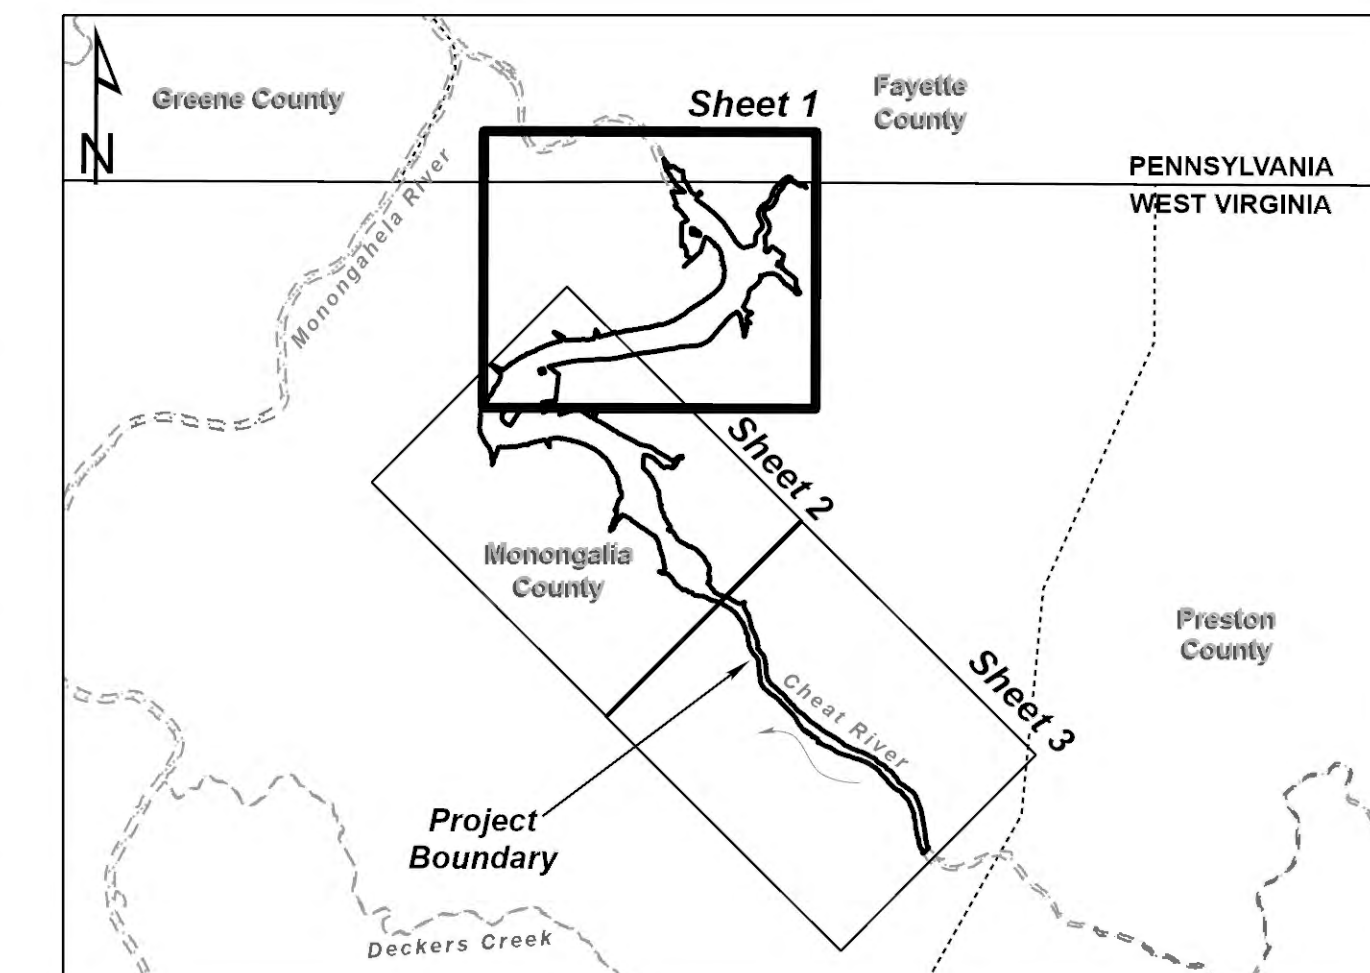 Sheet 1
Fayette
County
Greene County
N
PENNSYLVANIA
WEST VIRGINIA
Monongahela River
Sheet 2
Monongalia
County
Preston
County
Sheet 3
Cheat River
Project
Boundary
Deckers Creek